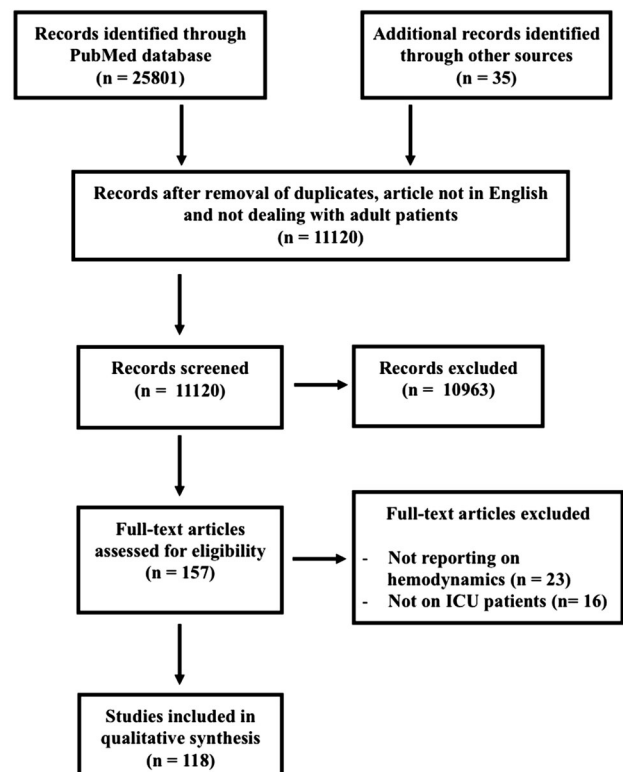 Records identified through
PubMed database
(n = 25801)
Additional records identified
through other sources
(n = 35)
Records after removal of duplicates, article not in English
and not dealing with adult patients
(n = 11120)
Records screened
(n = 11120)
Records excluded
(n = 10963)
Full-text articles
assessed for eligibility
(n = 157)
Full-text articles excluded
- Not reporting on
hemodynamics (n = 23)
- Not on ICU patients (n= 16)
Studies included in
qualitative synthesis
(n = 118)